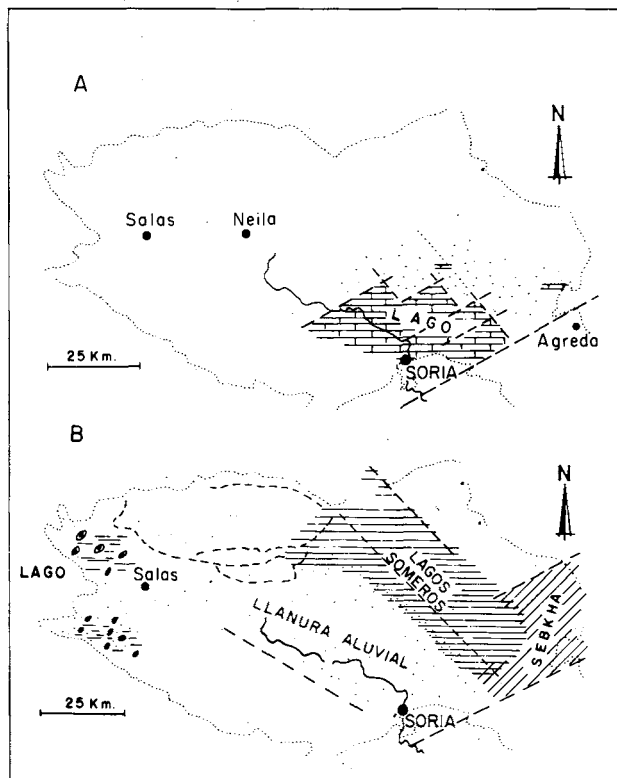 A
N
Salas
Neila
LAGO
Agreda
25 Km.
SORIA
B
N
LAGO
Salas
LAGOS
SOMEROS
SEBKHA
LLANURA ALUVIAL
25 Km.
SORIA